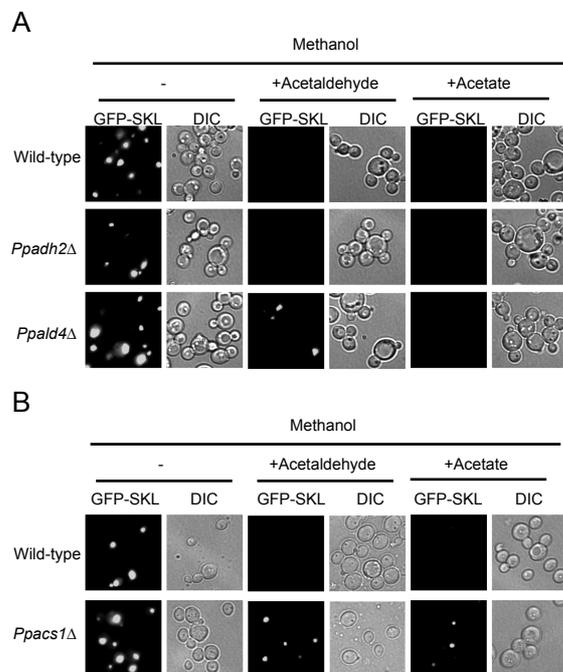 A
Methanol
- +Acetaldehyde +Acetate
GFP-SKL DIC GFP-SKL DIC GFP-SKL DIC
Wild-type
Ppadh2Δ
Ppald4Δ
B
Methanol
- +Acetaldehyde +Acetate
GFP-SKL DIC GFP-SKL DIC GFP-SKL DIC
Wild-type
Ppacs1Δ